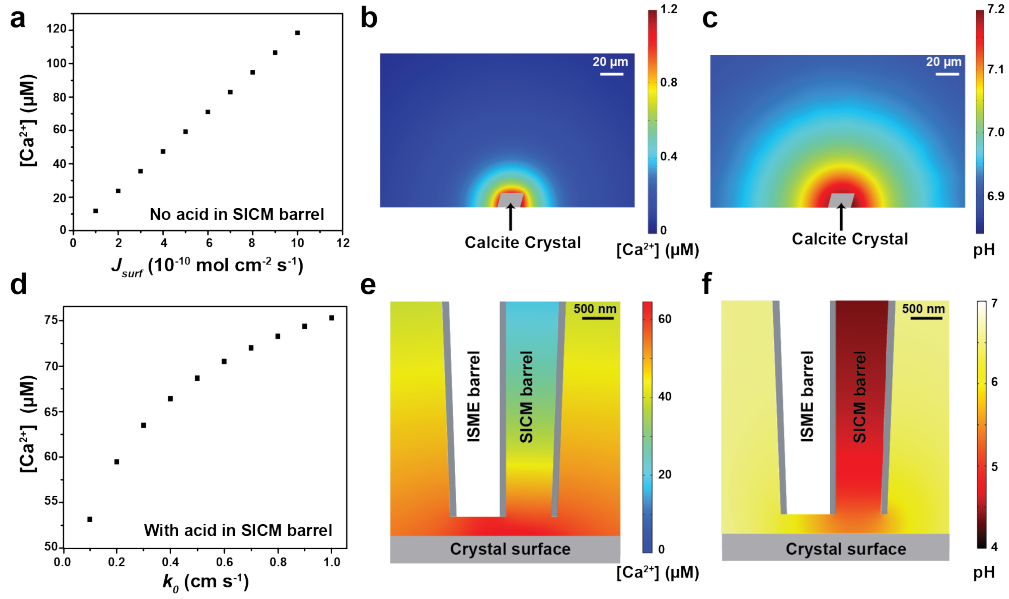 a
[Ca²⁺] (µM)
120
100
80
60
40
20
0
0
2
4
6
8
10
12
No acid in SICM barrel
J_surf (10⁻¹⁰ mol cm⁻² s⁻¹)
b
20 µm
Calcite Crystal
1.2
0.8
0.4
0
[Ca²⁺] (µM)
c
20 µm
Calcite Crystal
7.2
7.1
7.0
6.9
pH
d
[Ca²⁺] (µM)
75
70
65
60
55
50
0.0
0.2
0.4
0.6
0.8
1.0
With acid in SICM barrel
k₀ (cm s⁻¹)
e
500 nm
ISME barrel
SICM barrel
Crystal surface
60
40
20
0
[Ca²⁺] (µM)
f
500 nm
ISME barrel
SICM barrel
Crystal surface
7
6
5
4
pH